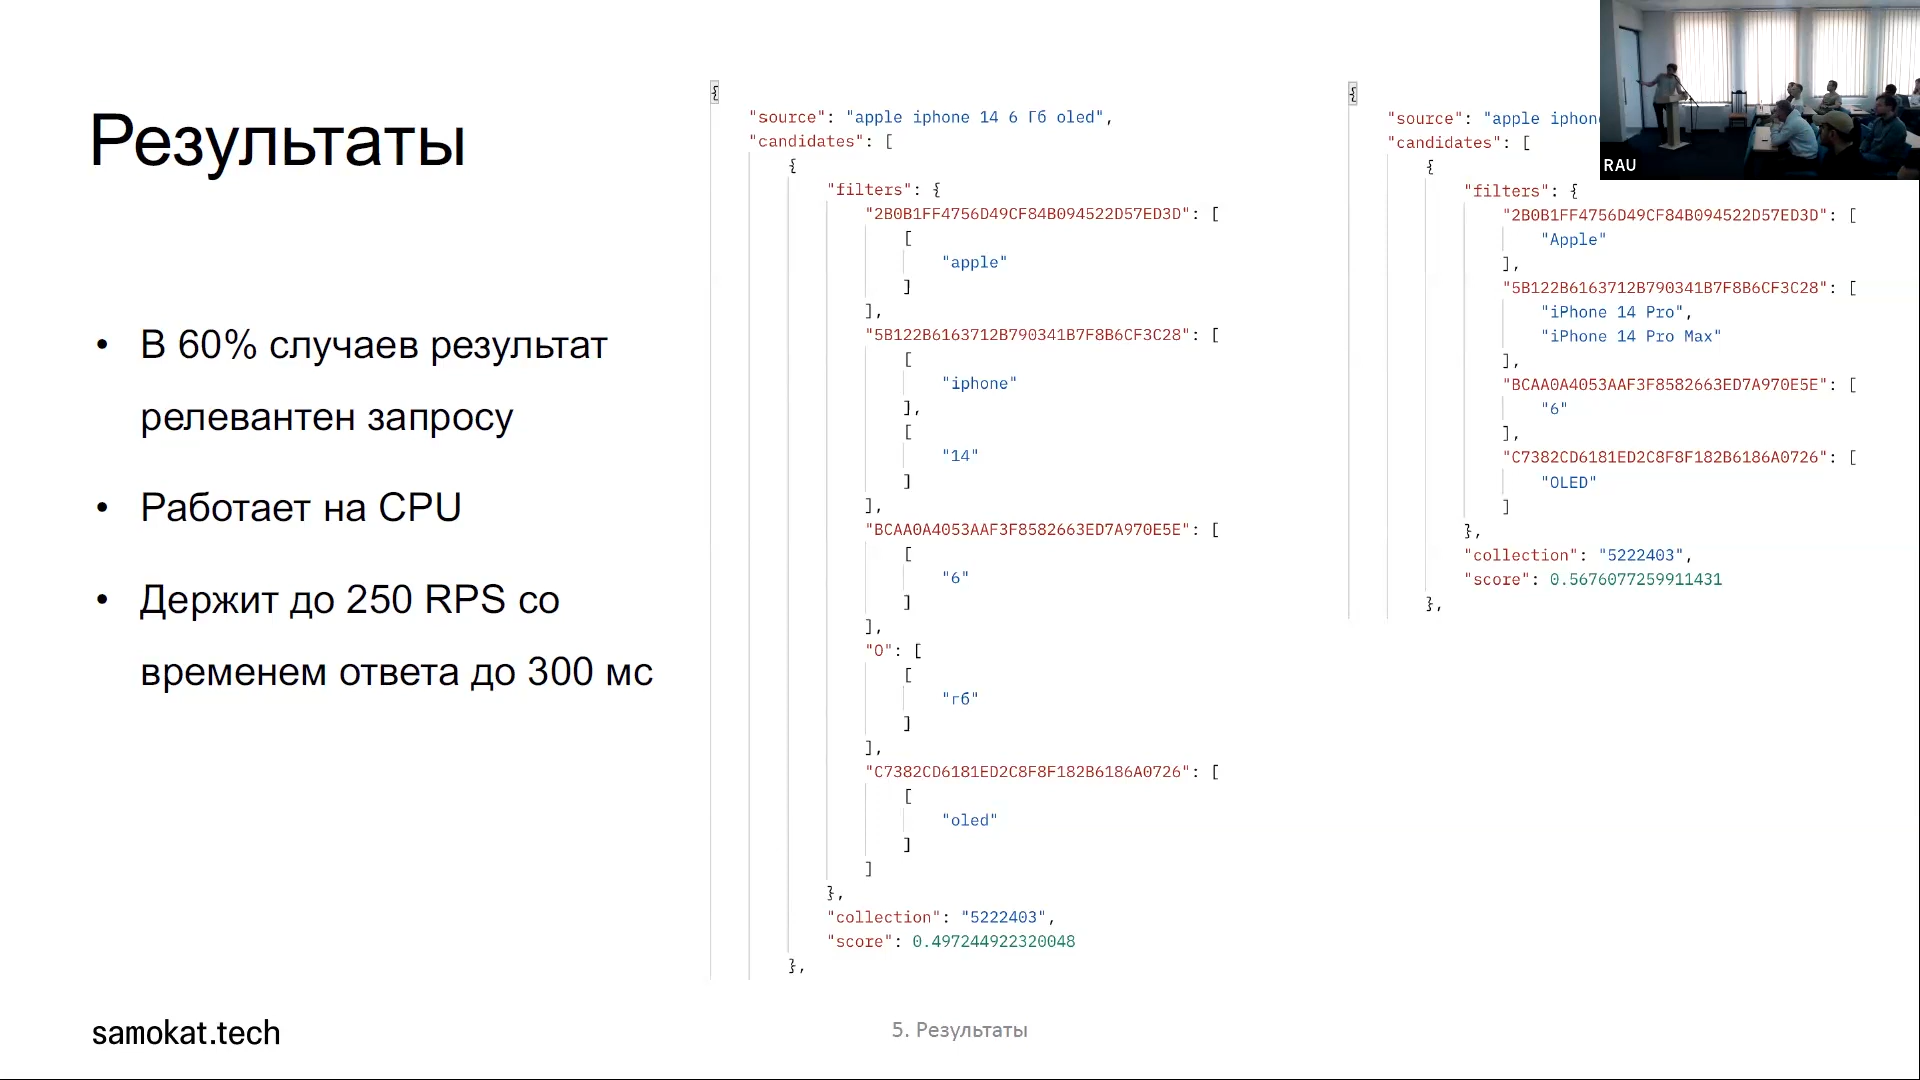 Результаты
• В 60% случаев результат
релевантен запросу
• Работает на CPU
• Держит до 250 RPS со
временем ответа до 300 мс
{
"source": "apple iphone 14 6 Гб oled",
"candidates": [
{
"filters": {
"2B0B1FF4756D49CF84B094522D57ED3D": [
[
"apple"
]
],
"5B122B6163712B790341B7F8B6CF3C28": [
[
"iphone"
],
[
"14"
]
],
"BCAA0A4053AAF3F8582663ED7A970E5E": [
[
"6"
]
],
"O": [
[
"гб"
]
],
"C7382CD6181ED2C8F8F182B6186A0726": [
[
"oled"
]
]
},
"collection": "5222403",
"score": 0.497244922320048
},
{
"source": "apple iphon
"candidates": [
{
"filters": {
"2B0B1FF4756D49CF84B094522D57ED3D": [
"Apple"
],
"5B122B6163712B790341B7F8B6CF3C28": [
"iPhone 14 Pro",
"iPhone 14 Pro Max"
],
"BCAA0A4053AAF3F8582663ED7A970E5E": [
"6"
],
"C7382CD6181ED2C8F8F182B6186A0726": [
"OLED"
]
},
"collection": "5222403",
"score": 0.5676077259911431
},
RAU
samokat.tech
5. Результаты